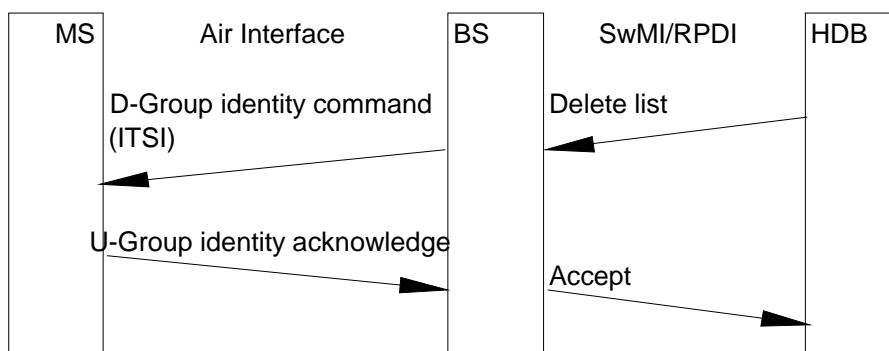 MS
Air Interface
BS
SwMI/RPDI
HDB
D-Group identity command
(ITSI)
Delete list
U-Group identity acknowledge
Accept